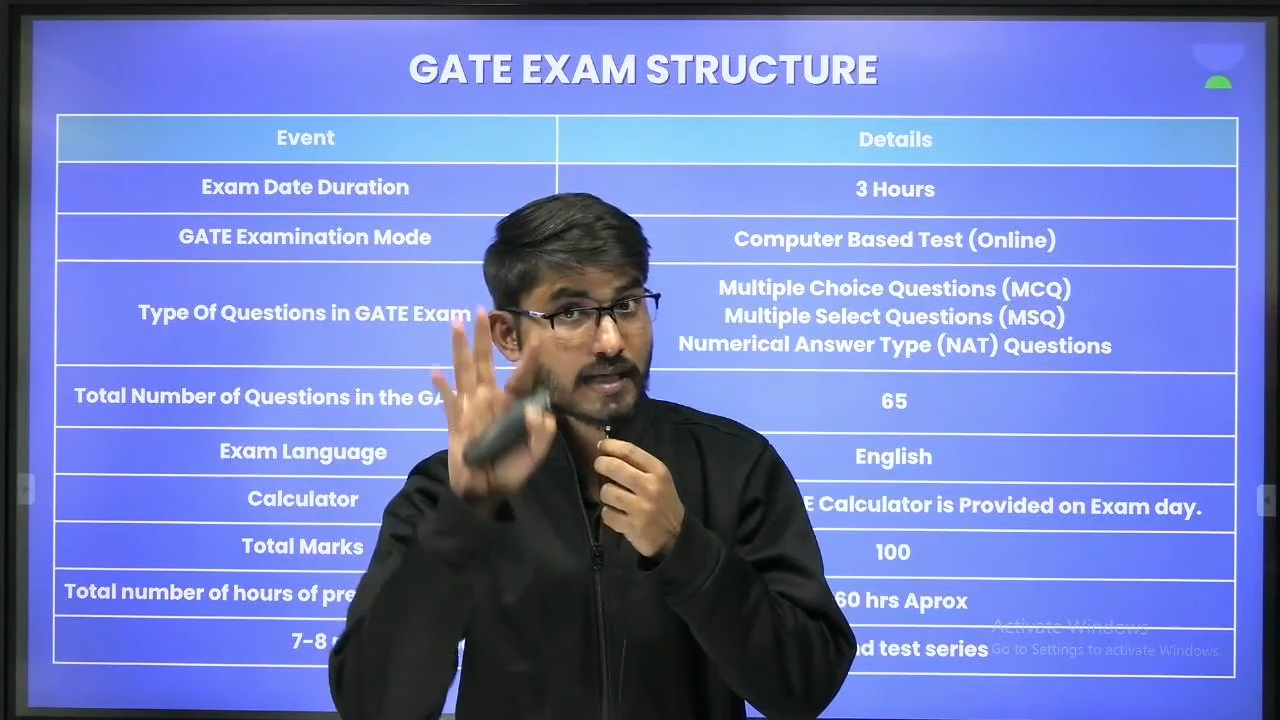 GATE EXAM STRUCTURE
Event Details
Exam Date Duration 3 Hours
GATE Examination Mode Computer Based Test (Online)
Type Of Questions in GATE Exam
Multiple Choice Questions (MCQ)
Multiple Select Questions (MSQ)
Numerical Answer Type (NAT) Questions
Total Number of Questions in the 65
Exam Language English
Calculator Calculator is Provided on Exam day.
Total Marks 100
Total number of hours of hrs Aprox
7-8 test series
Activate Windows
Go to Settings to activate Windows.